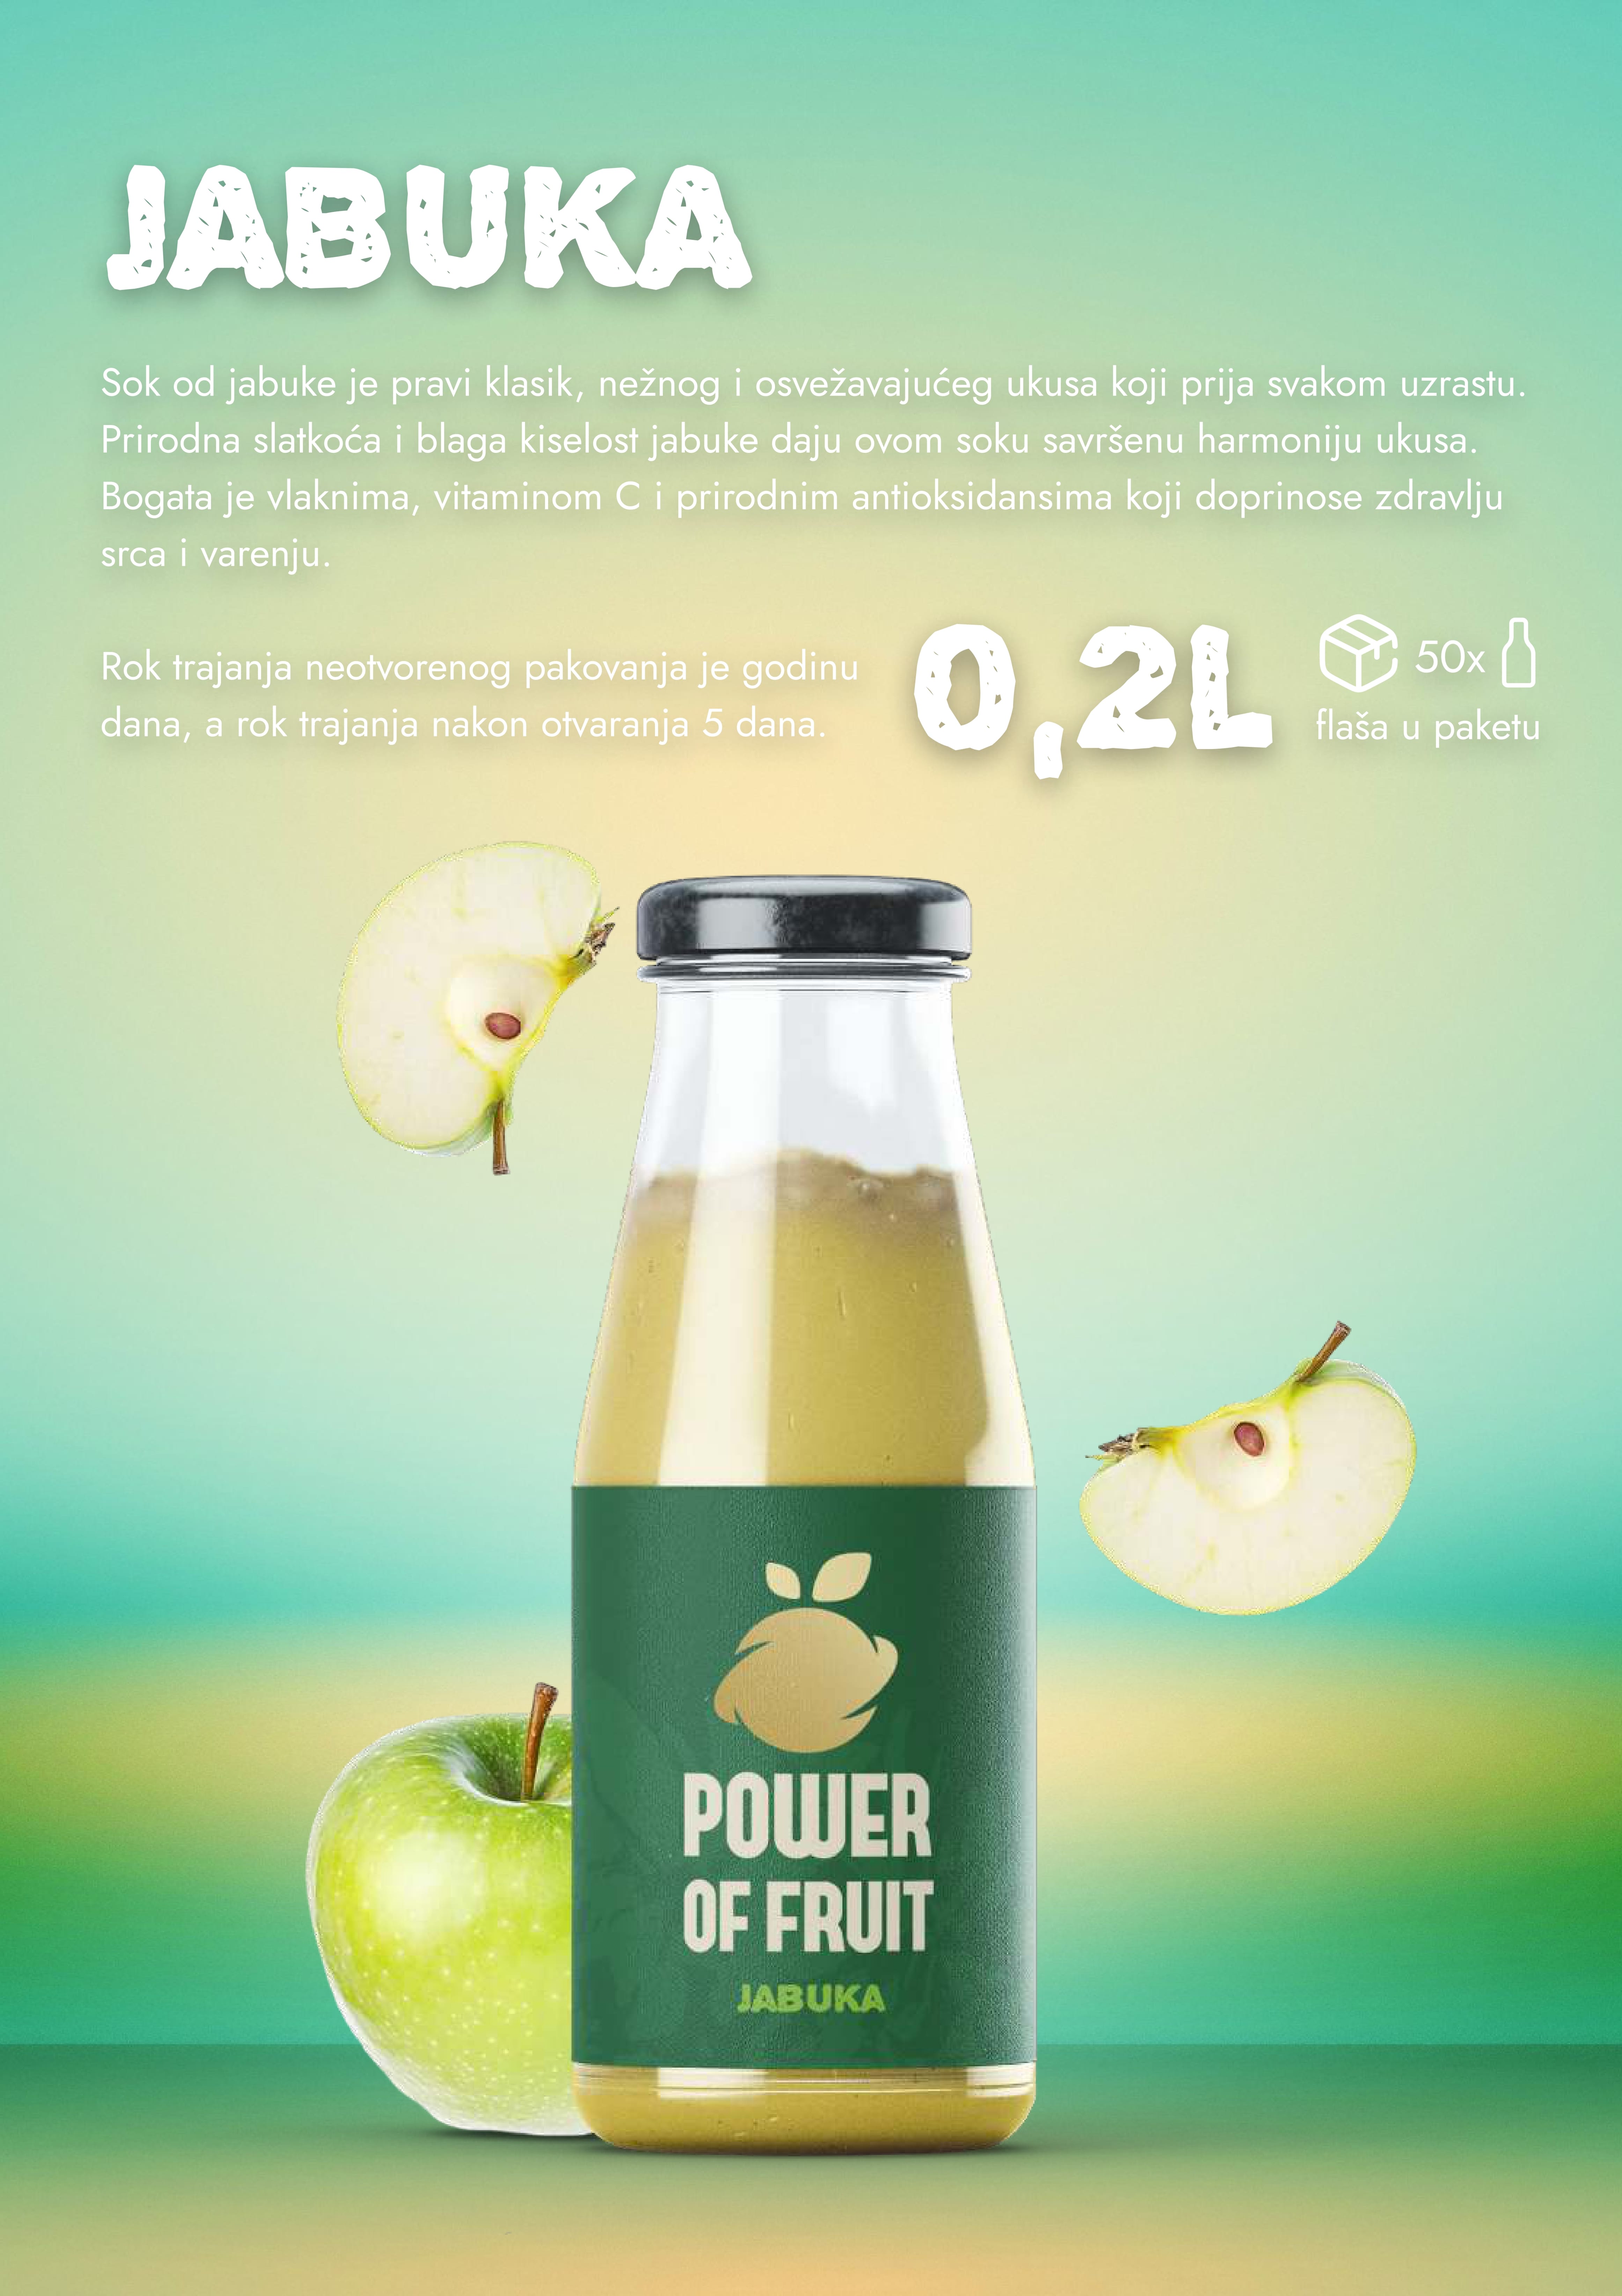 JABUKA
Sok od jabuke je pravi klasik, nežnog i osvežavajućeg ukusa koji prija svakom uzrastu.
Prirodna slatkoća i blaga kiselost jabuke daju ovom soku savršenu harmoniju ukusa.
Bogata je vlaknima, vitaminom C i prirodnim antioksidansima koji doprinose zdravlju
srca i varenju.
Rok trajanja neotvorenog pakovanja je godinu
dana, a rok trajanja nakon otvaranja 5 dana.
0,2L
50x
flaša u paketu
POWER
OF FRUIT
JABUKA